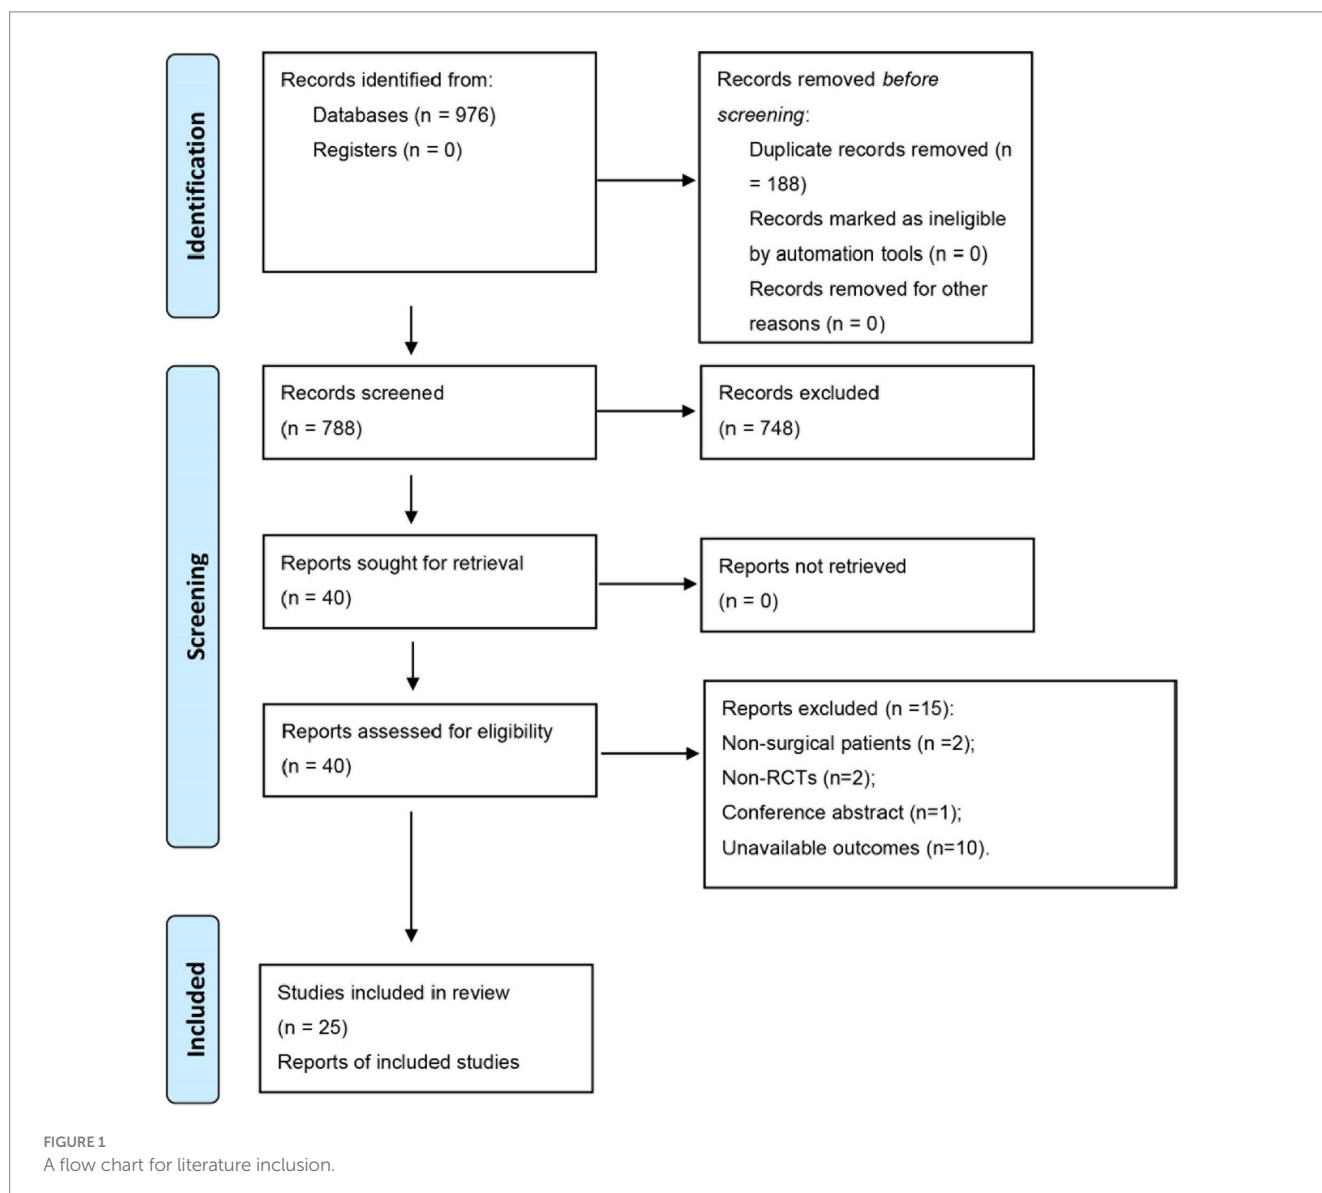 Identification
Records identified from:
Databases (n = 976)
Registers (n = 0)
Records removed before
screening:
Duplicate records removed (n
= 188)
Records marked as ineligible
by automation tools (n = 0)
Records removed for other
reasons (n = 0)
Screening
Records screened
(n = 788)
Records excluded
(n = 748)
Reports sought for retrieval
(n = 40)
Reports not retrieved
(n = 0)
Reports assessed for eligibility
(n = 40)
Reports excluded (n =15):
Non-surgical patients (n =2);
Non-RCTs (n=2);
Conference abstract (n=1);
Unavailable outcomes (n=10).
Included
Studies included in review
(n = 25)
Reports of included studies
FIGURE 1
A flow chart for literature inclusion.